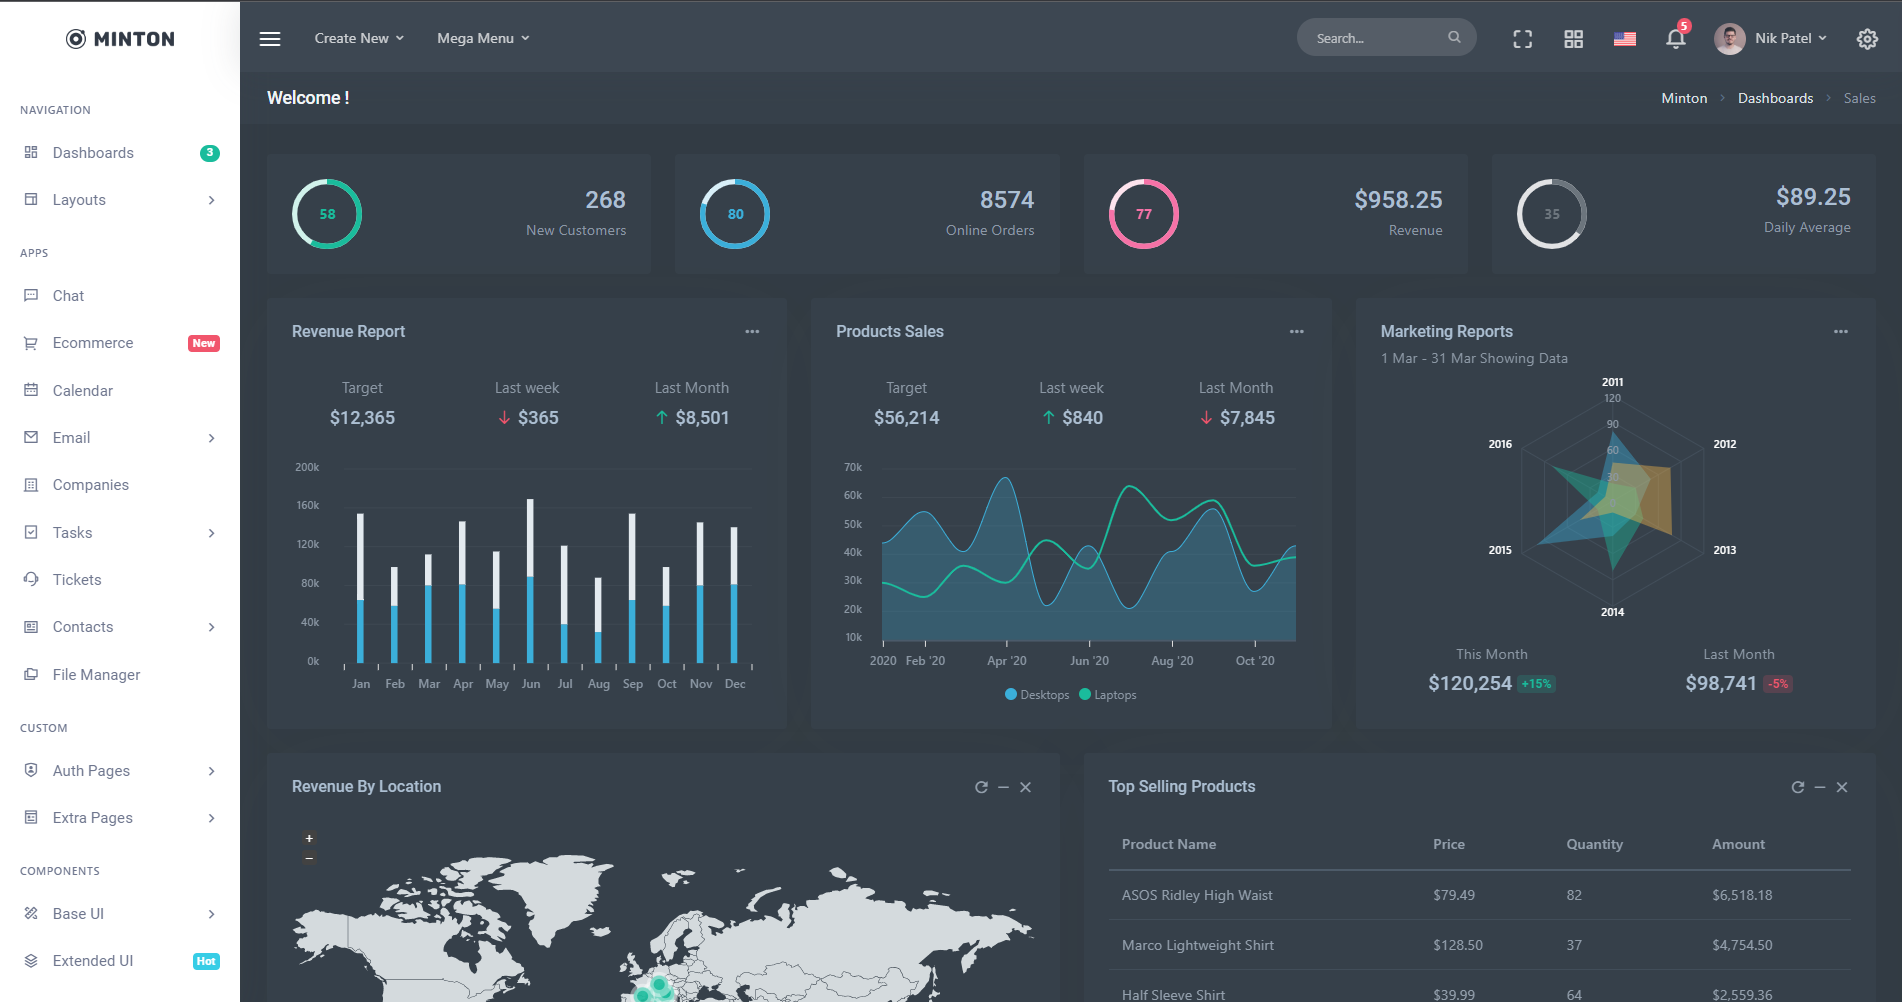 MINTON
Create New
Mega Menu
Search...
5
Nik Patel
Welcome !
Minton
Dashboards
Sales
NAVIGATION
Dashboards
3
Layouts
APPS
Chat
Ecommerce
New
Calendar
Email
Companies
Tasks
Tickets
Contacts
File Manager
CUSTOM
Auth Pages
Extra Pages
COMPONENTS
Base UI
Extended UI
Hot
58
268
New Customers
80
8574
Online Orders
77
$958.25
Revenue
35
$89.25
Daily Average
Revenue Report
Target
Last week
Last Month
$12,365
$365
$8,501
200k
160k
120k
80k
40k
0k
Jan Feb Mar Apr May Jun Jul Aug Sep Oct Nov Dec
Products Sales
Target
Last week
Last Month
$56,214
$840
$7,845
70k
60k
50k
40k
30k
20k
10k
2020 Feb '20 Apr '20 Jun '20 Aug '20 Oct '20
Desktops Laptops
Marketing Reports
1 Mar - 31 Mar Showing Data
2011
120
90
60
30
2016
2012
2015
2013
2014
This Month
Last Month
$120,254 +15%
$98,741 -5%
Revenue By Location
+
−
Top Selling Products
Product Name Price Quantity Amount
ASOS Ridley High Waist $79.49 82 $6,518.18
Marco Lightweight Shirt $128.50 37 $4,754.50
Half Sleeve Shirt $39.99 64 $2,559.36